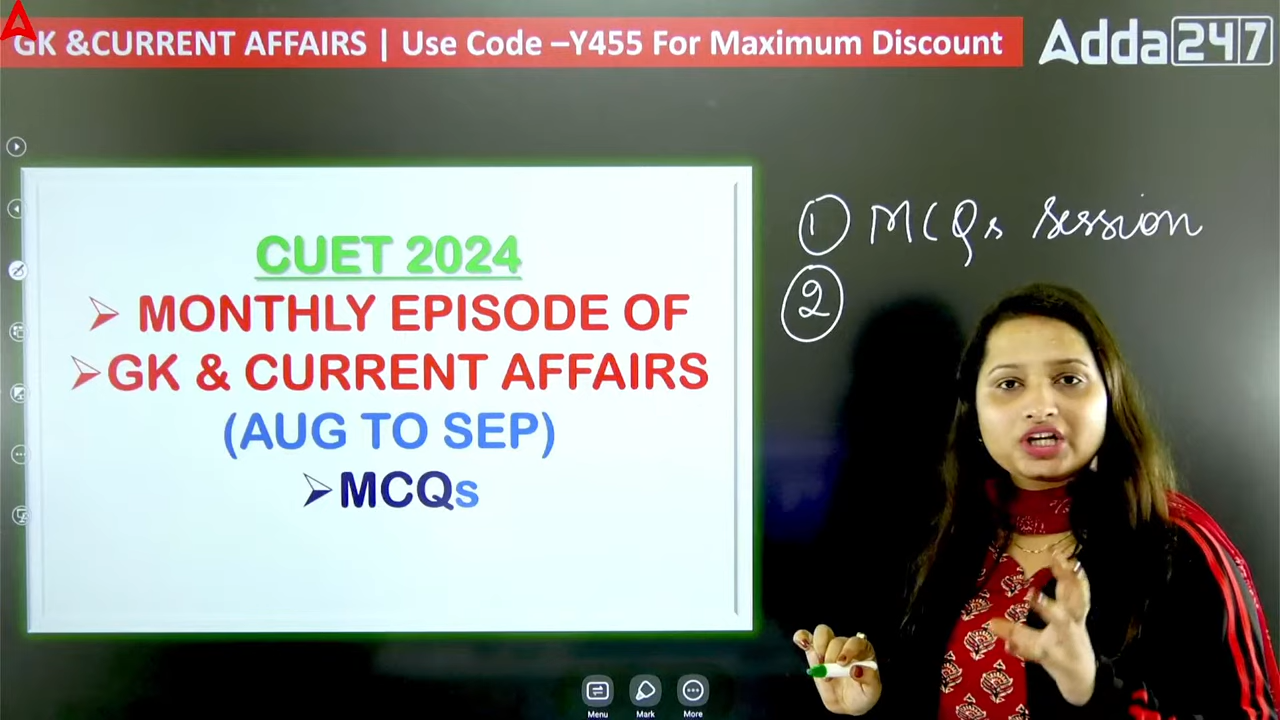 GK &CURRENT AFFAIRS | Use Code –Y455 For Maximum Discount
Adda247
CUET 2024
MONTHLY EPISODE OF
GK & CURRENT AFFAIRS
(AUG TO SEP)
MCQs
1 MCQs Session
2
Menu
Mark
More